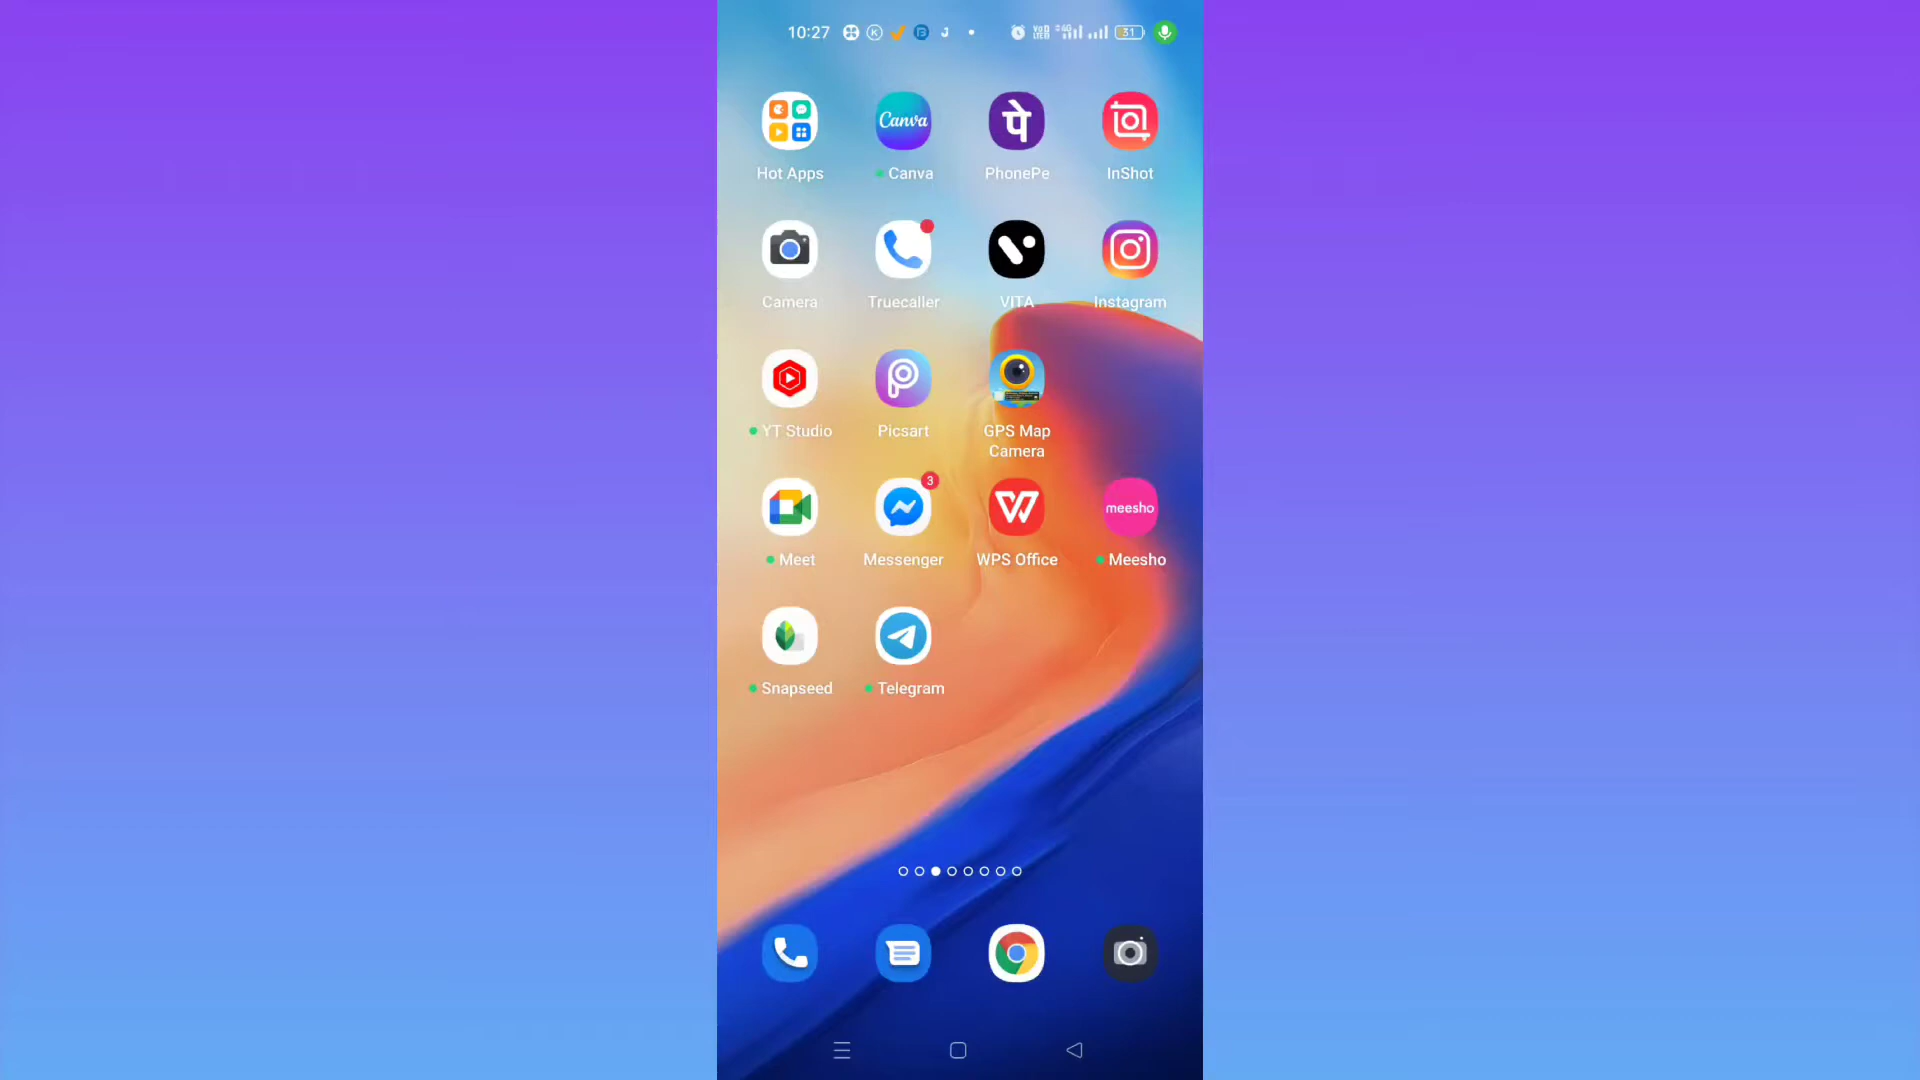 10:27 31
Hot Apps Canva PhonePe InShot
Canva
पे
Camera Truecaller VITA Instagram
YT Studio Picsart GPS Map
Camera
3
meesho
Meet Messenger WPS Office Meesho
Snapseed Telegram